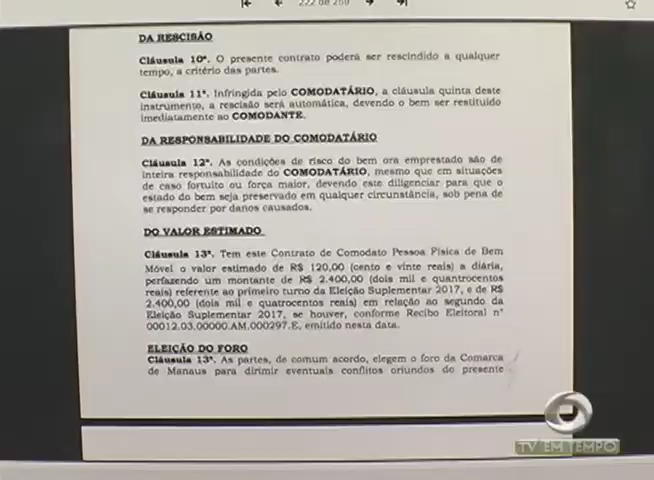 222 de 250
DA RESCISÃO
Cláusula 10ª. O presente contrato poderá ser rescindido a qualquer
tempo, a critério das partes.
Cláusula 11ª. Infringida pelo COMODATÁRIO, a cláusula quinta deste
instrumento, a rescisão será automática, devendo o bem ser restituído
imediatamente ao COMODANTE.
DA RESPONSABILIDADE DO COMODATÁRIO
Cláusula 12ª. As condições de risco do bem ora emprestado são de
inteira responsabilidade do COMODATÁRIO, mesmo que em situações
de caso fortuito ou força maior, devendo este diligenciar para que o
estado do bem seja preservado em qualquer circunstância, sob pena de
se responder por danos causados.
DO VALOR ESTIMADO
Cláusula 13ª. Tem este Contrato de Comodato Pessoa Física de Bem
Móvel o valor estimado de R$ 120,00 (cento e vinte reais) a diária,
perfazendo um montante de R$ 2.400,00 (dois mil e quantrocentos
reais) referente ao primeiro turno da Eleição Suplementar 2017, e de R$
2.400,00 (dois mil e quatrocentos reais) em relação ao segundo da
Eleição Suplementar 2017, se houver, conforme Recibo Eleitoral nº
00012.03.00000.AM.000297.E, emitido nesta data.
ELEIÇÃO DO FORO
Cláusula 13ª. As partes, de comum acordo, elegem o foro da Comarca
de Manaus para dirimir eventuais conflitos oriundos do presente
TV EM TEMPO